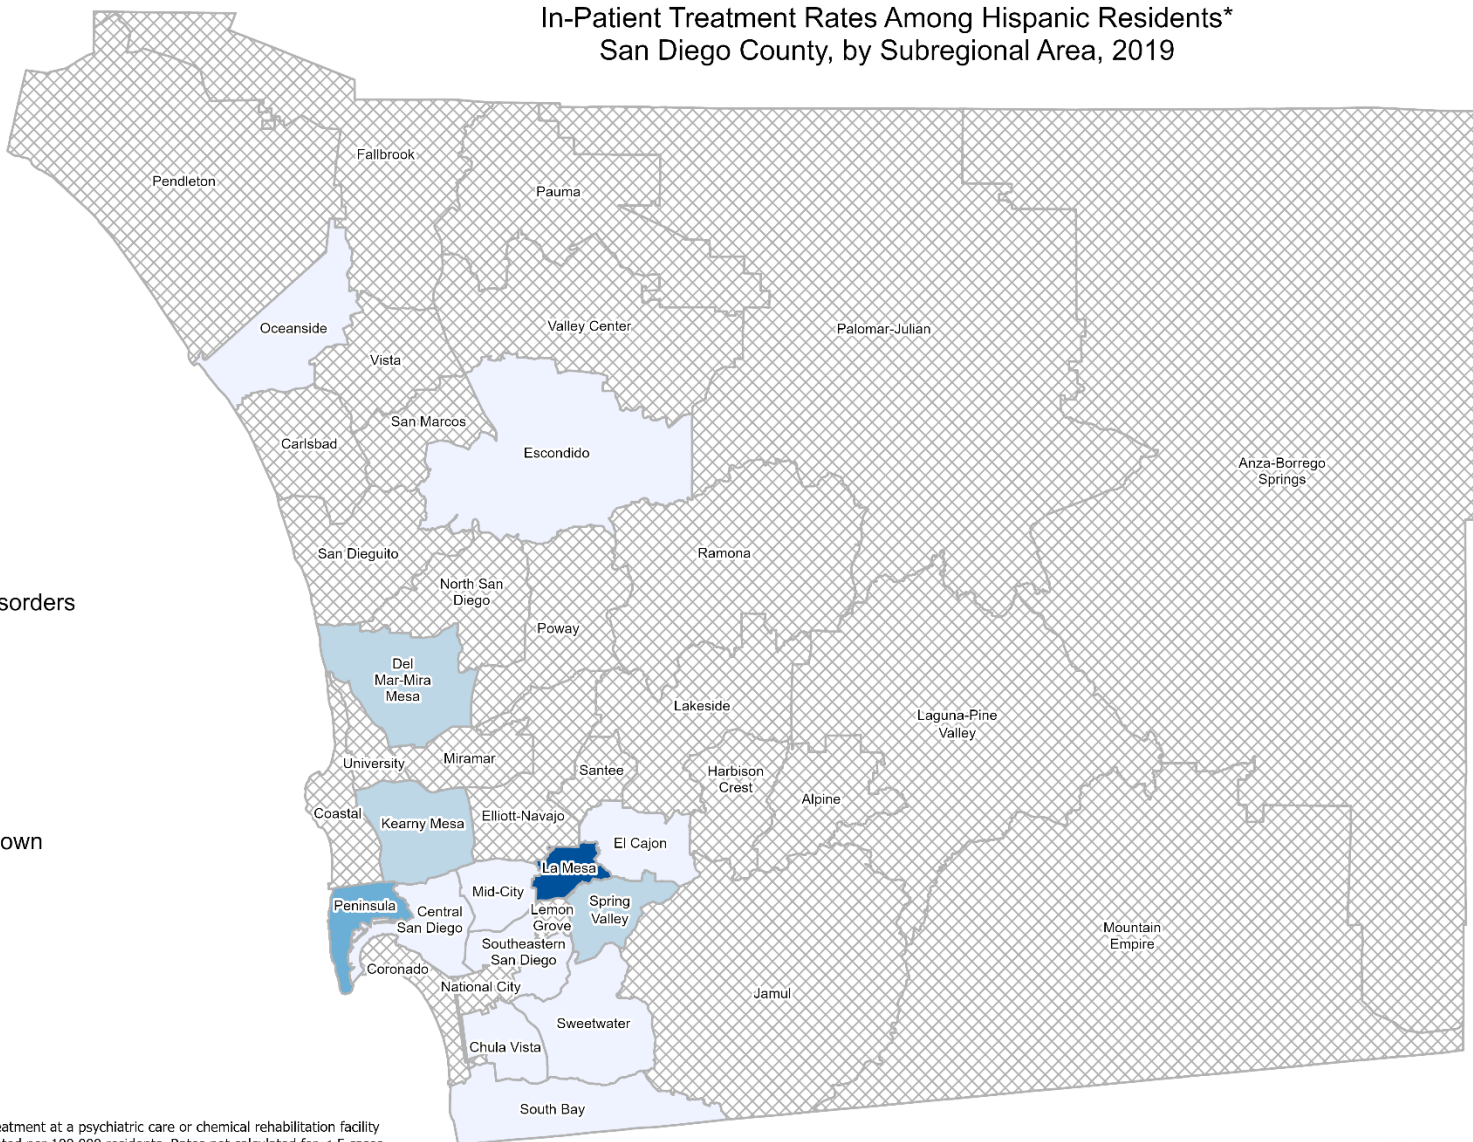 In-Patient Treatment Rates Among Hispanic Residents*
San Diego County, by Subregional Area, 2019
Fallbrook
Pendleton
Pauma
Oceanside
Valley Center
Palomar-Julian
Vista
San Marcos
Carlsbad
Escondido
Anza-Borrego
Springs
San Dieguito
Ramona
North San
Diego
sorders
Poway
Del
Mar-Mira
Mesa
Lakeside
Laguna-Pine
Valley
Miramar
University
Santee
Harbison
Crest
Alpine
Coastal
Kearny Mesa
Elliott-Navajo
own
El Cajon
La Mesa
Mid-City
Peninsula
Central
San Diego
Lemon
Grove
Spring
Valley
Southeastern
San Diego
Mountain
Empire
Coronado
National City
Jamul
Sweetwater
Chula Vista
South Bay
eatment at a psychiatric care or chemical rehabilitation facility